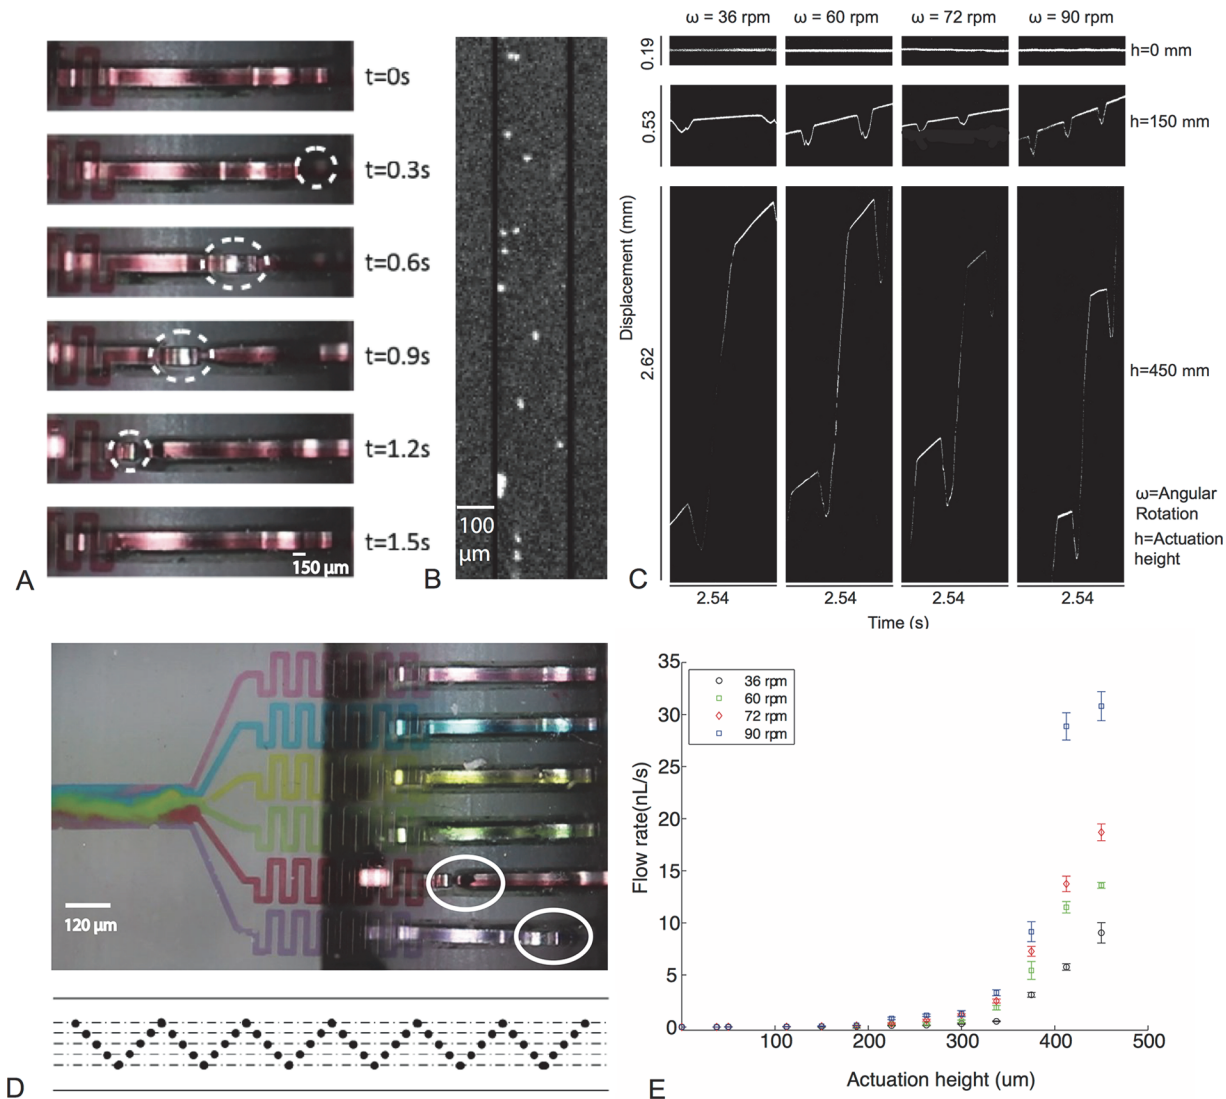 t=0s
t=0.3s
t=0.6s
t=0.9s
t=1.2s
t=1.5s
150 µm
A
100
µm
B
ω = 36 rpm
ω = 60 rpm
ω = 72 rpm
ω = 90 rpm
0.19
h=0 mm
0.53
h=150 mm
Displacement (mm)
2.62
h=450 mm
ω=Angular
Rotation
h=Actuation
height
2.54
2.54
2.54
2.54
Time (s)
C
120 µm
D
35
30
25
20
15
10
5
0
Flow rate(nL/s)
36 rpm
60 rpm
72 rpm
90 rpm
100
200
300
400
500
Actuation height (um)
E